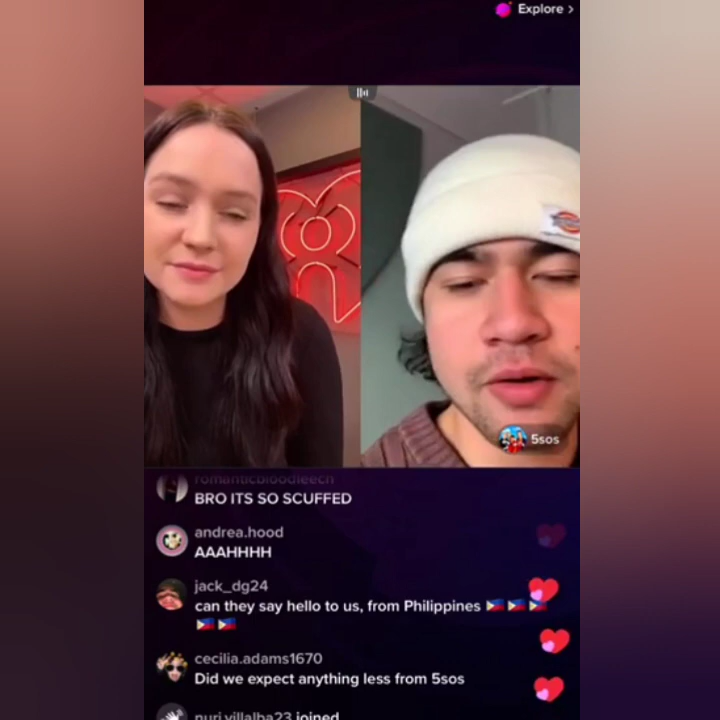 Explore >
5sos
romanticbloodleech
BRO ITS SO SCUFFED
andrea.hood
AAAHHHH
jack_dg24
can they say hello to us, from Philippines 🇵🇭 🇵🇭 🇵🇭
🇵🇭 🇵🇭
cecilia.adams1670
Did we expect anything less from 5sos
nuri.villalba23 joined